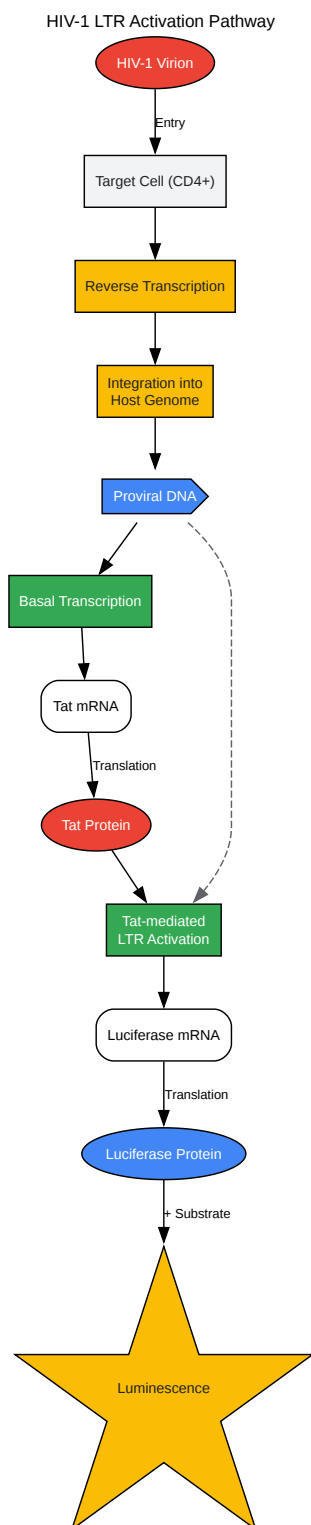 HIV-1 LTR Activation Pathway
HIV-1 Virion
Entry
Target Cell (CD4+)
Reverse Transcription
Integration into
Host Genome
Proviral DNA
Basal Transcription
Tat mRNA
Translation
Tat Protein
Tat-mediated
LTR Activation
Luciferase mRNA
Translation
Luciferase Protein
+ Substrate
Luminescence